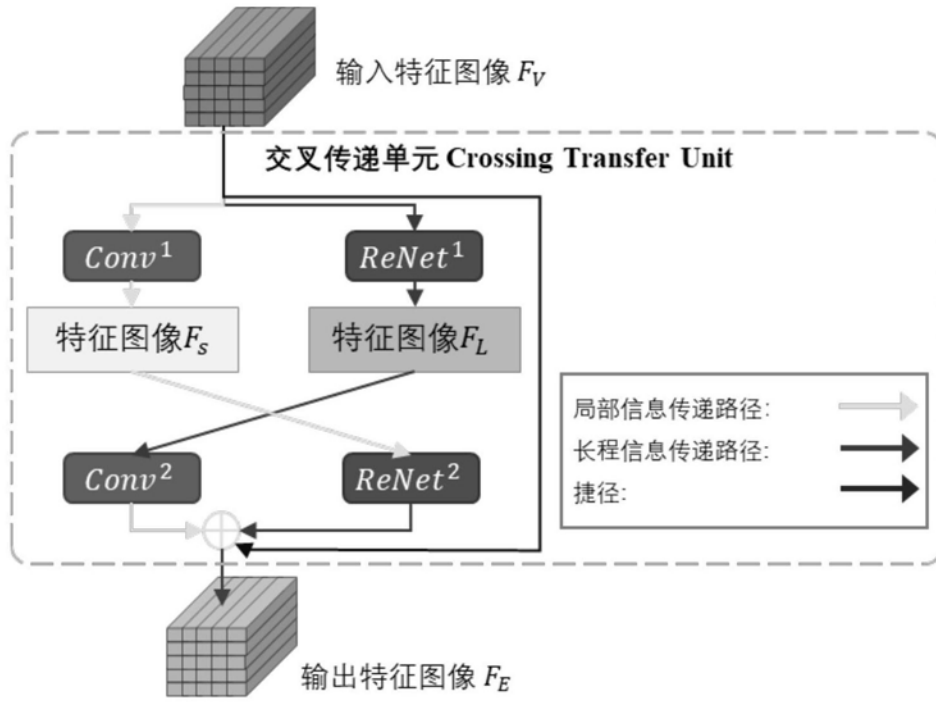 输入特征图像 F_V
交叉传递单元 Crossing Transfer Unit
Conv^1
ReNet^1
特征图像F_s
特征图像F_L
Conv^2
ReNet^2
局部信息传递路径:
长程信息传递路径:
捷径:
输出特征图像 F_E